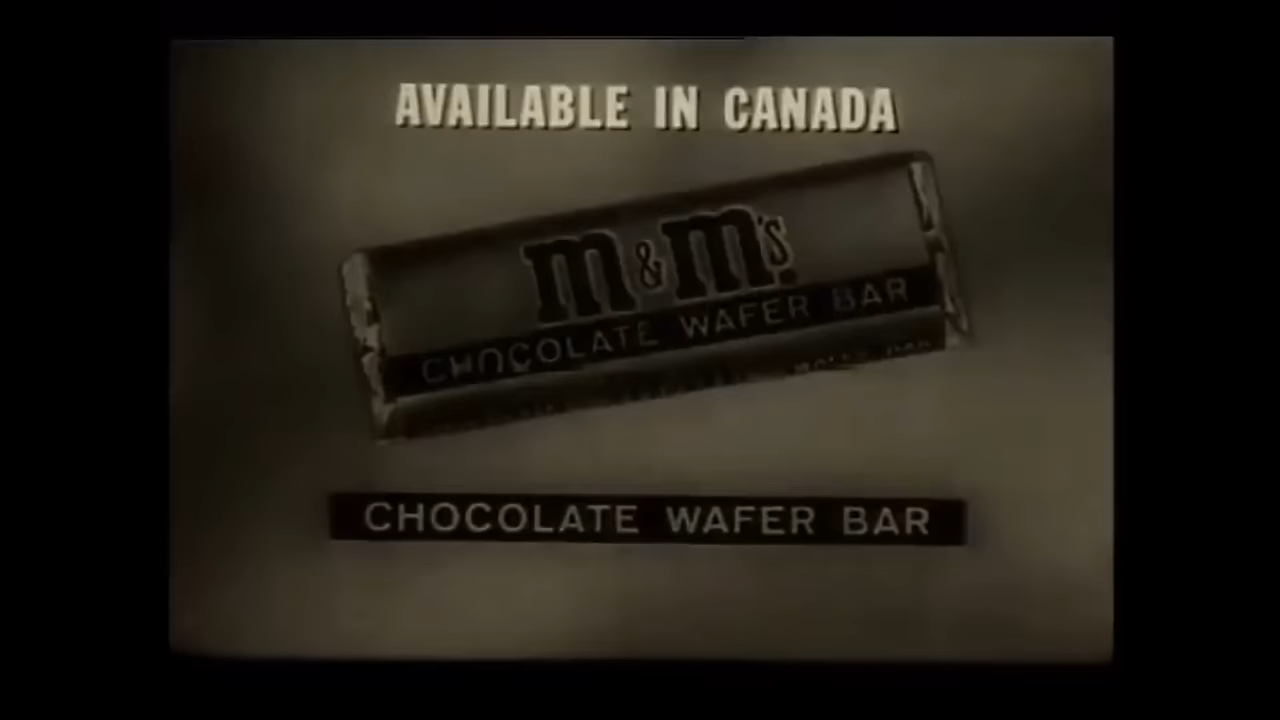 AVAILABLE IN CANADA
m&m's
CHOCOLATE WAFER BAR
CHOCOLATE WAFER BAR